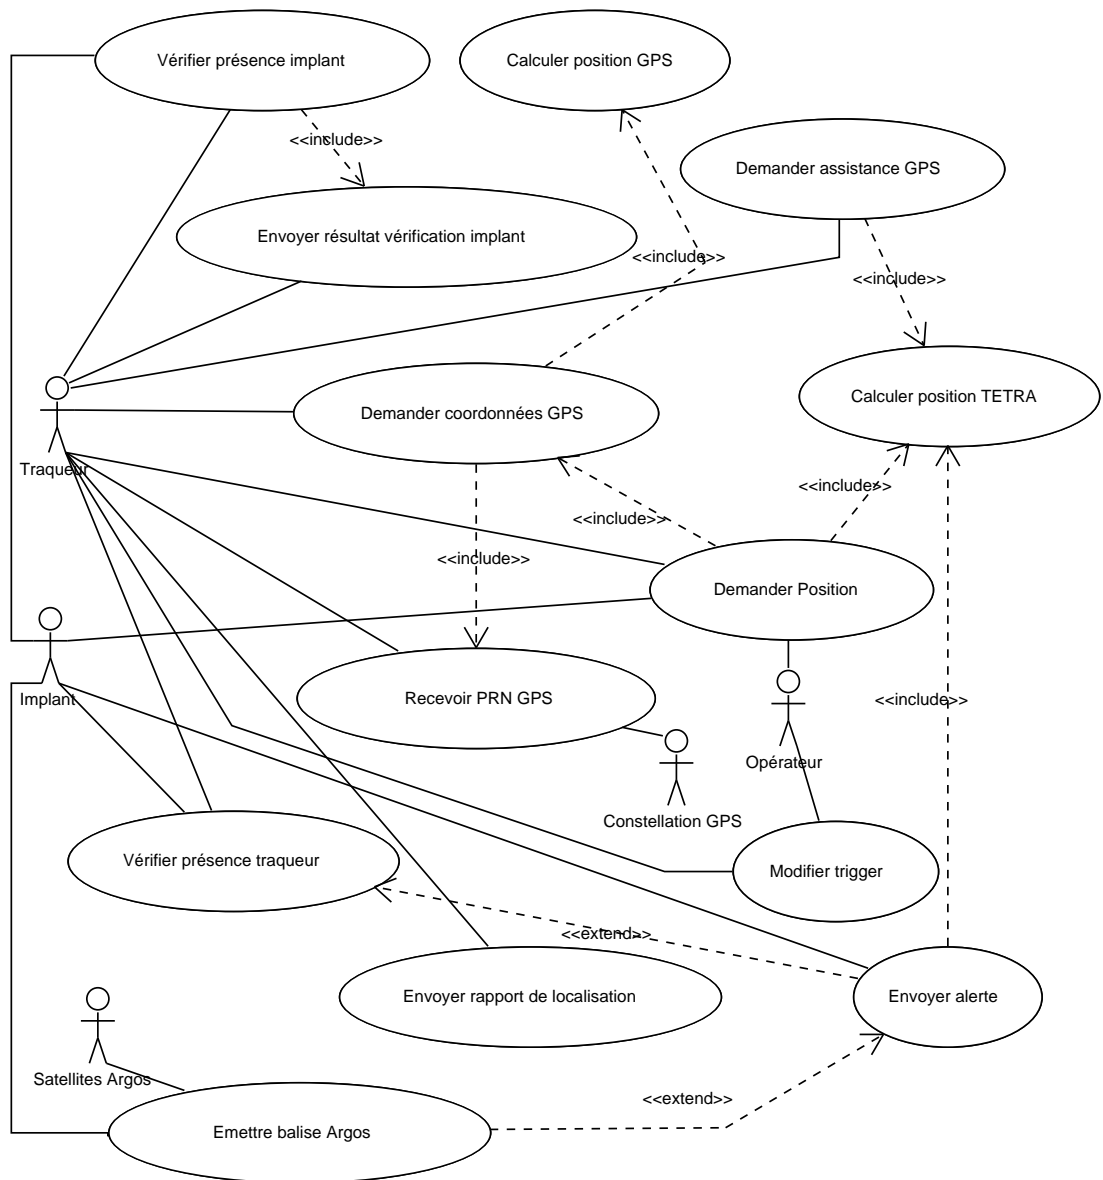 Vérifier présence implant
Calculer position GPS
<<include>>
Demander assistance GPS
Envoyer résultat vérification implant
<<include>>
<<include>>
Calculer position TETRA
Demander coordonnées GPS
Traqueur
<<include>>
<<include>>
<<include>>
Demander Position
Implant
Recevoir PRN GPS
<<include>>
Opérateur
Constellation GPS
Vérifier présence traqueur
Modifier trigger
<<extend>>
Envoyer rapport de localisation
Envoyer alerte
Satellites Argos
<<extend>>
Emettre balise Argos